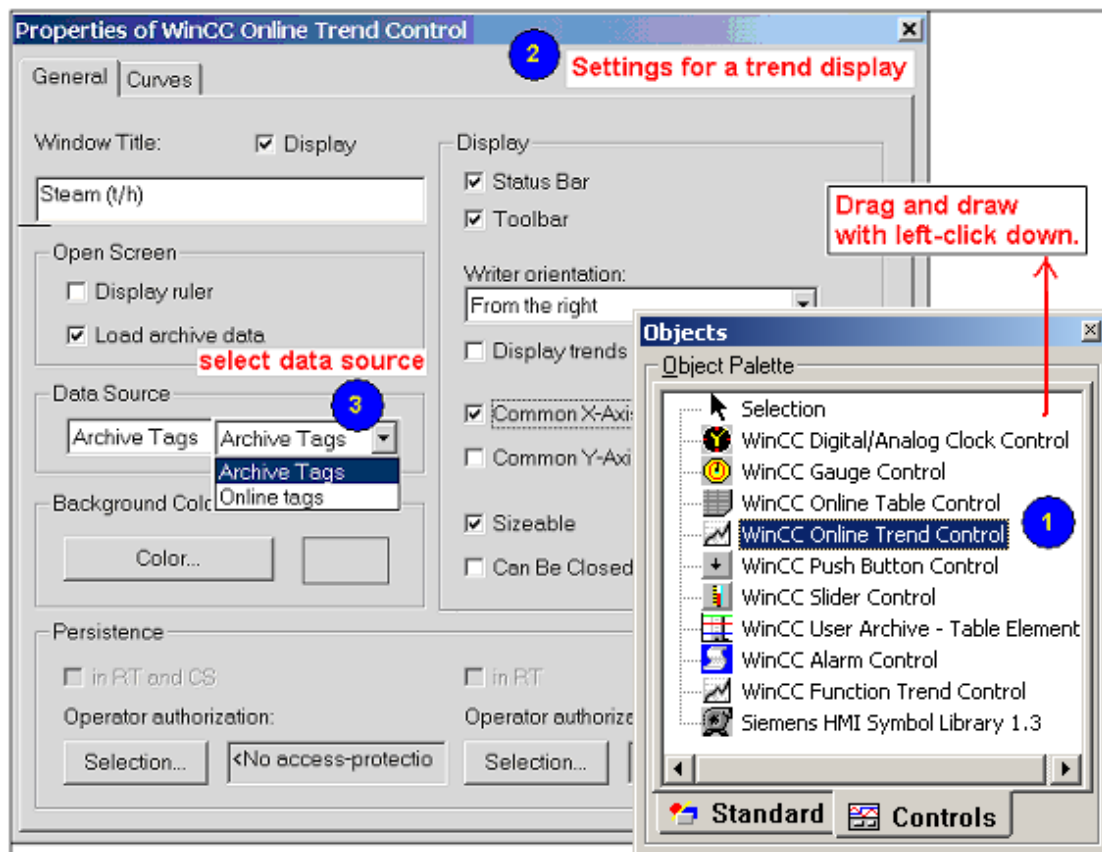 Properties of WinCC Online Trend Control
2
Settings for a trend display
General
Curves
Window Title:
Display
Steam (t/h)
Open Screen
Display ruler
Load archive data
select data source
Data Source
3
Archive Tags
Archive Tags
Archive Tags
Online tags
Background Colo
Color...
Display
Status Bar
Toolbar
Writer orientation:
From the right
Display trends
Common X-Axis
Common Y-Axi
Sizeable
Can Be Closed
Persistence
in RT and CS
in RT
Operator authorization:
Operator authoriza
Selection...
<No access-protectio
Selection...
Drag and draw
with left-click down.
Objects
Object Palette
Selection
WinCC Digital/Analog Clock Control
WinCC Gauge Control
WinCC Online Table Control
WinCC Online Trend Control
1
WinCC Push Button Control
WinCC Slider Control
WinCC User Archive - Table Element
WinCC Alarm Control
WinCC Function Trend Control
Siemens HMI Symbol Library 1.3
Standard
Controls